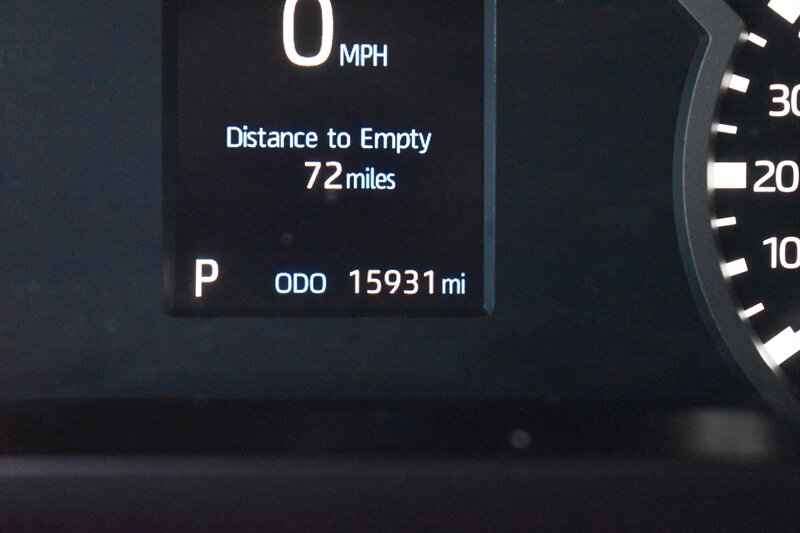 0 MPH
Distance to Empty
72 miles
P ODO 15931 mi
30
20
10